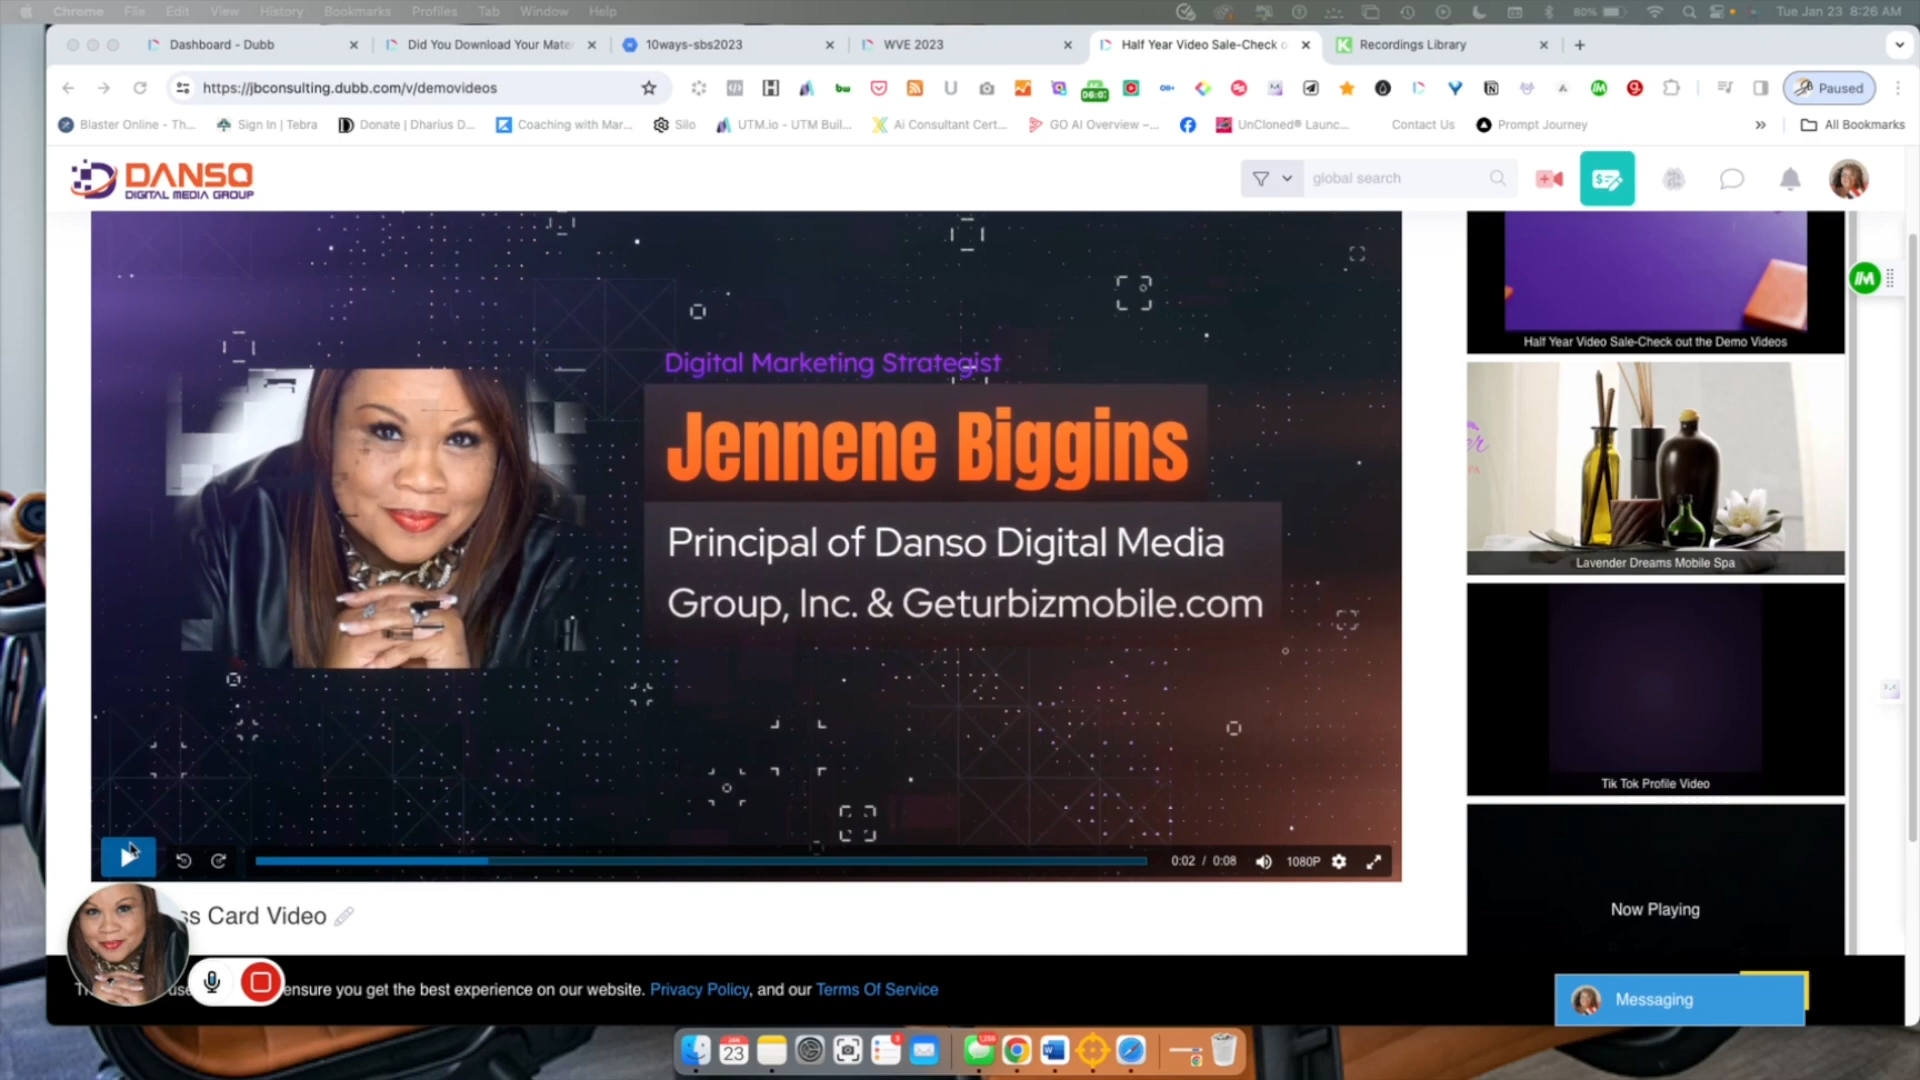 Chrome File Edit View History Bookmarks Profiles Tab Window Help
80% Tue Jan 23 8:26 AM
Dashboard - Dubb
Did You Download Your Mate
10ways-sbs2023
WVE 2023
Half Year Video Sale-Check o
Recordings Library
https://jbconsulting.dubb.com/v/demovideos
Paused
Blaster Online - Th...
Sign In | Tebra
Donate | Dharius D...
Coaching with Mar...
Silo
UTM.io - UTM Buil...
Ai Consultant Cert...
GO AI Overview –...
UnCloned® Launc...
Contact Us
Prompt Journey
All Bookmarks
DANSO
DIGITAL MEDIA GROUP
global search
Digital Marketing Strategist
Jennene Biggins
Principal of Danso Digital Media
Group, Inc. & Geturbizmobile.com
Half Year Video Sale-Check out the Demo Videos
Lavender Dreams Mobile Spa
Tik Tok Profile Video
Now Playing
0:02 / 0:08
1080P
ss Card Video
ensure you get the best experience on our website. Privacy Policy, and our Terms Of Service
Messaging
JAN
23